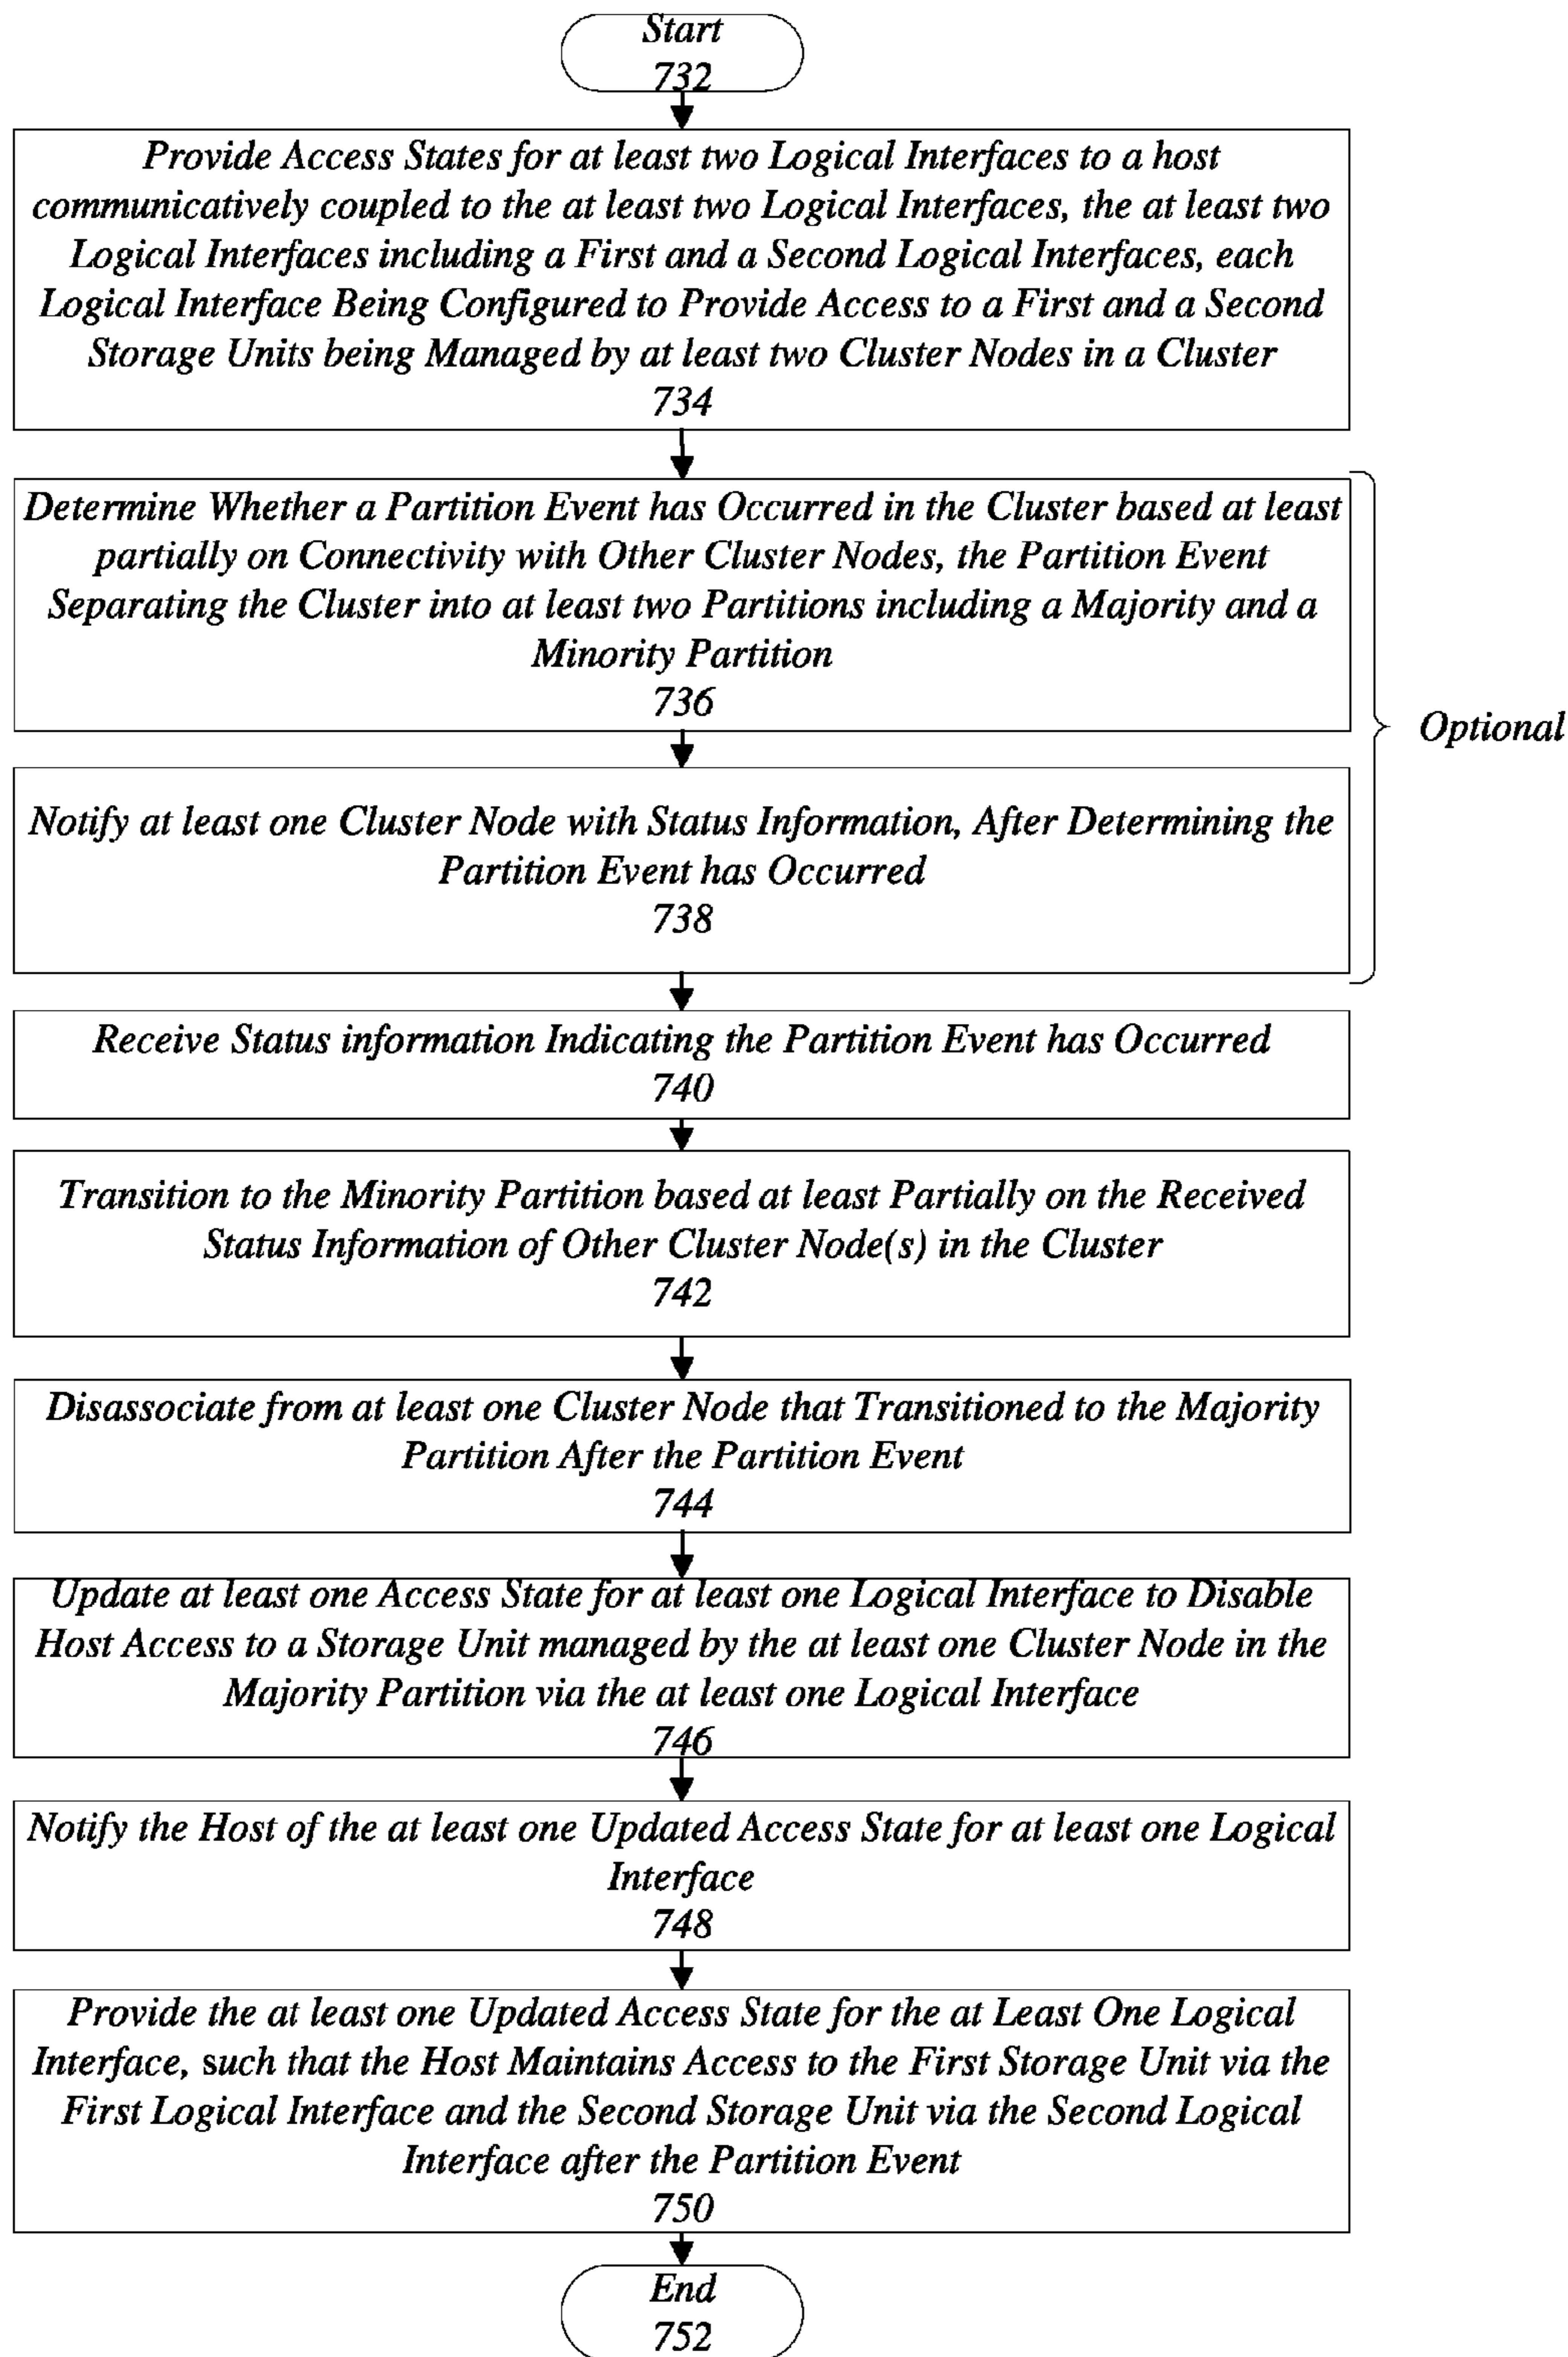 Start
732
Provide Access States for at least two Logical Interfaces to a host
communicatively coupled to the at least two Logical Interfaces, the at least two
Logical Interfaces including a First and a Second Logical Interfaces, each
Logical Interface Being Configured to Provide Access to a First and a Second
Storage Units being Managed by at least two Cluster Nodes in a Cluster
734
Determine Whether a Partition Event has Occurred in the Cluster based at least
partially on Connectivity with Other Cluster Nodes, the Partition Event
Separating the Cluster into at least two Partitions including a Majority and a
Minority Partition
736
Optional
Notify at least one Cluster Node with Status Information, After Determining the
Partition Event has Occurred
738
Receive Status information Indicating the Partition Event has Occurred
740
Transition to the Minority Partition based at least Partially on the Received
Status Information of Other Cluster Node(s) in the Cluster
742
Disassociate from at least one Cluster Node that Transitioned to the Majority
Partition After the Partition Event
744
Update at least one Access State for at least one Logical Interface to Disable
Host Access to a Storage Unit managed by the at least one Cluster Node in the
Majority Partition via the at least one Logical Interface
746
Notify the Host of the at least one Updated Access State for at least one Logical
Interface
748
Provide the at least one Updated Access State for the at Least One Logical
Interface, such that the Host Maintains Access to the First Storage Unit via the
First Logical Interface and the Second Storage Unit via the Second Logical
Interface after the Partition Event
750
End
752